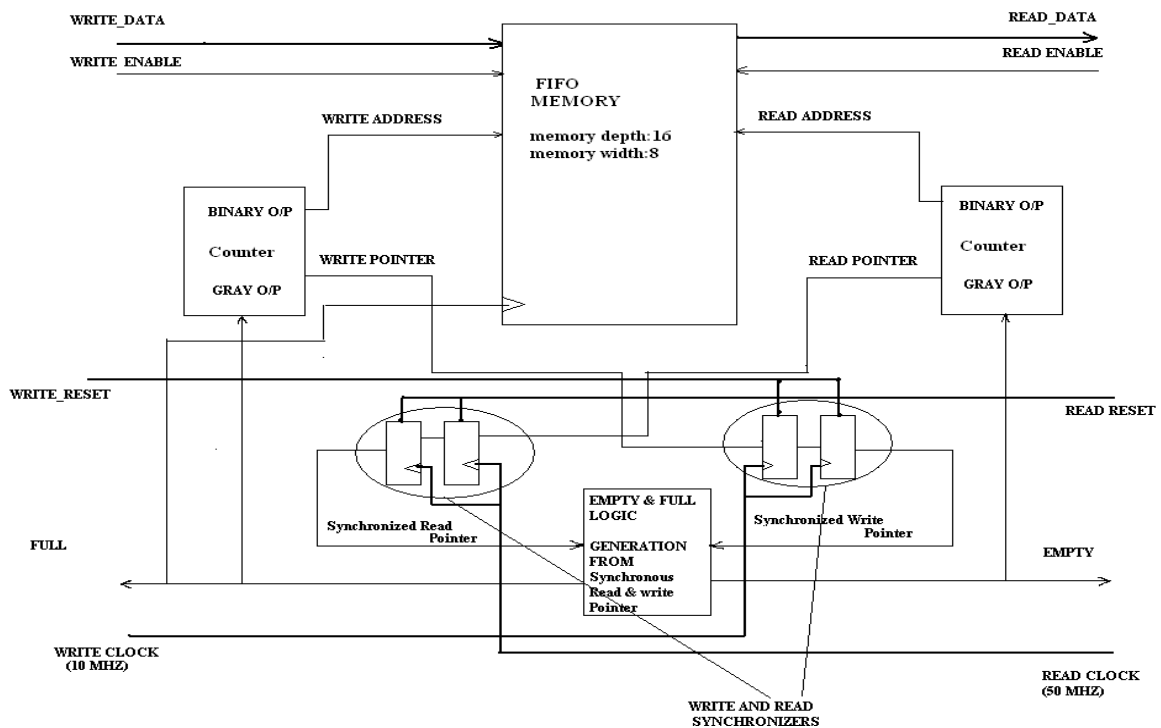 WRITE_DATA
READ_DATA
WRITE_ENABLE
READ ENABLE
FIFO
MEMORY
memory depth:16
memory width:8
WRITE ADDRESS
READ ADDRESS
BINARY O/P
Counter
GRAY O/P
BINARY O/P
Counter
GRAY O/P
WRITE POINTER
READ POINTER
WRITE_RESET
READ RESET
EMPTY & FULL
LOGIC
GENERATION
FROM
Synchronous
Read & write
Pointer
Synchronized Read
Pointer
Synchronized Write
Pointer
FULL
EMPTY
WRITE CLOCK
(10 MHZ)
READ CLOCK
(50 MHZ)
WRITE AND READ
SYNCHRONIZERS